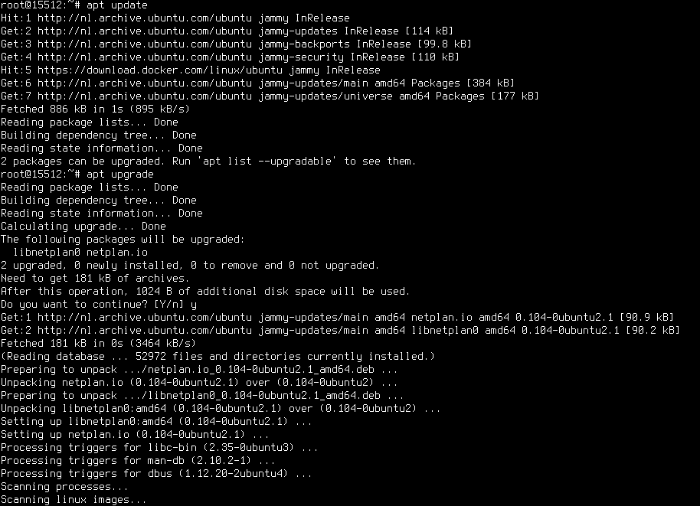 root@15512:~# apt update
Hit:1 http://nl.archive.ubuntu.com/ubuntu jammy InRelease
Get:2 http://nl.archive.ubuntu.com/ubuntu jammy-updates InRelease [114 kB]
Get:3 http://nl.archive.ubuntu.com/ubuntu jammy-backports InRelease [99.8 kB]
Get:4 http://nl.archive.ubuntu.com/ubuntu jammy-security InRelease [110 kB]
Hit:5 https://download.docker.com/linux/ubuntu jammy InRelease
Get:6 http://nl.archive.ubuntu.com/ubuntu jammy-updates/main amd64 Packages [384 kB]
Get:7 http://nl.archive.ubuntu.com/ubuntu jammy-updates/universe amd64 Packages [177 kB]
Fetched 886 kB in 1s (895 kB/s)
Reading package lists... Done
Building dependency tree... Done
Reading state information... Done
2 packages can be upgraded. Run 'apt list --upgradable' to see them.
root@15512:~# apt upgrade
Reading package lists... Done
Building dependency tree... Done
Reading state information... Done
Calculating upgrade... Done
The following packages will be upgraded:
  libnetplan0 netplan.io
2 upgraded, 0 newly installed, 0 to remove and 0 not upgraded.
Need to get 181 kB of archives.
After this operation, 1024 B of additional disk space will be used.
Do you want to continue? [Y/n] y
Get:1 http://nl.archive.ubuntu.com/ubuntu jammy-updates/main amd64 netplan.io amd64 0.104-0ubuntu2.1 [90.9 kB]
Get:2 http://nl.archive.ubuntu.com/ubuntu jammy-updates/main amd64 libnetplan0 amd64 0.104-0ubuntu2.1 [90.2 kB]
Fetched 181 kB in 0s (3464 kB/s)
(Reading database ... 52972 files and directories currently installed.)
Preparing to unpack .../netplan.io_0.104-0ubuntu2.1_amd64.deb ...
Unpacking netplan.io (0.104-0ubuntu2.1) over (0.104-0ubuntu2) ...
Preparing to unpack .../libnetplan0_0.104-0ubuntu2.1_amd64.deb ...
Unpacking libnetplan0:amd64 (0.104-0ubuntu2.1) over (0.104-0ubuntu2) ...
Setting up libnetplan0:amd64 (0.104-0ubuntu2.1) ...
Setting up netplan.io (0.104-0ubuntu2.1) ...
Processing triggers for libc-bin (2.35-0ubuntu3) ...
Processing triggers for man-db (2.10.2-1) ...
Processing triggers for dbus (1.12.20-2ubuntu4) ...
Scanning processes...
Scanning linux images...